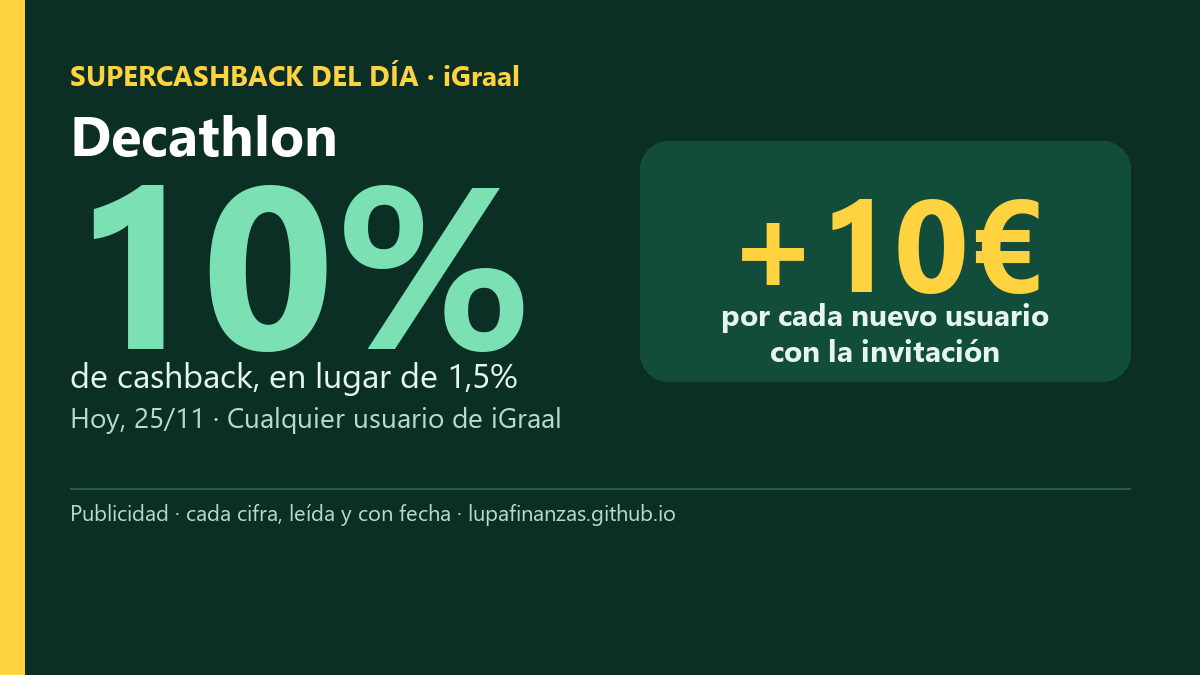 SUPERCASHBACK DEL DÍA · iGraal
Decathlon
10%
de cashback, en lugar de 1,5%
Hoy, 25/11 · Cualquier usuario de iGraal
+10€
por cada nuevo usuario
con la invitación
Publicidad · cada cifra, leída y con fecha · lupafinanzas.github.io